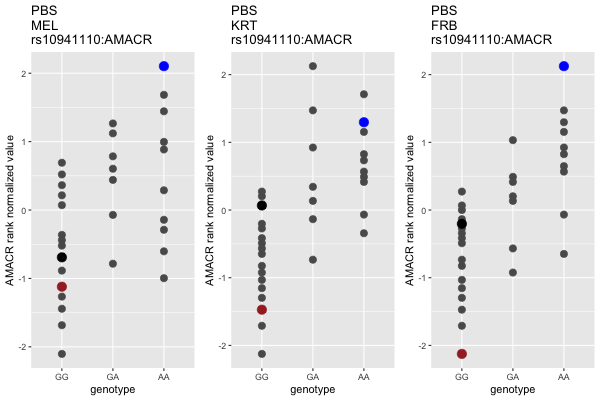 PBS
MEL
rs10941110:AMACR
AMACR rank normalized value
2
1
0
-1
-2
GG
GA
AA
genotype
PBS
KRT
rs10941110:AMACR
AMACR rank normalized value
2
1
0
-1
-2
GG
GA
AA
genotype
PBS
FRB
rs10941110:AMACR
AMACR rank normalized value
2
1
0
-1
-2
GG
GA
AA
genotype